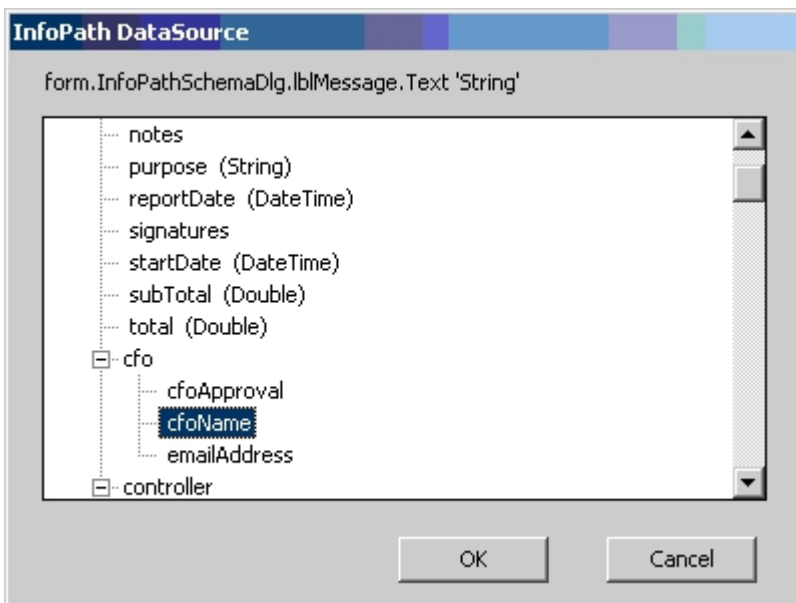 InfoPath DataSource
form.InfoPathSchemaDlg.lblMessage.Text 'String'
notes
purpose (String)
reportDate (DateTime)
signatures
startDate (DateTime)
subTotal (Double)
total (Double)
cfo
cfoApproval
cfoName
emailAddress
controller
OK Cancel